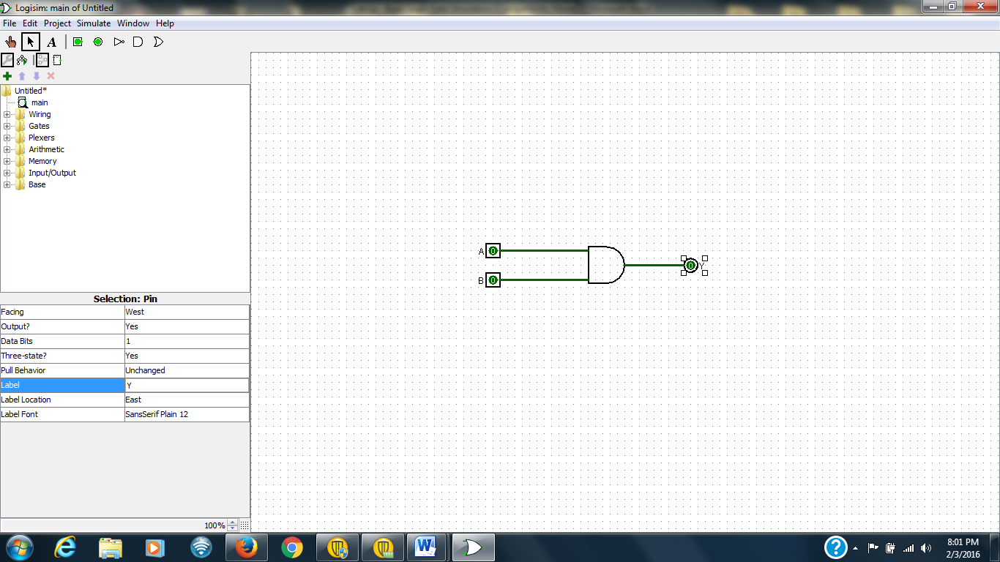 Logisim: main of Untitled
File Edit Project Simulate Window Help
A
Untitled*
main
Wiring
Gates
Plexers
Arithmetic
Memory
Input/Output
Base
A 0
0 Y
B 0
Selection: Pin
Facing West
Output? Yes
Data Bits 1
Three-state? Yes
Pull Behavior Unchanged
Label Y
Label Location East
Label Font SansSerif Plain 12
100%
8:01 PM
2/3/2016